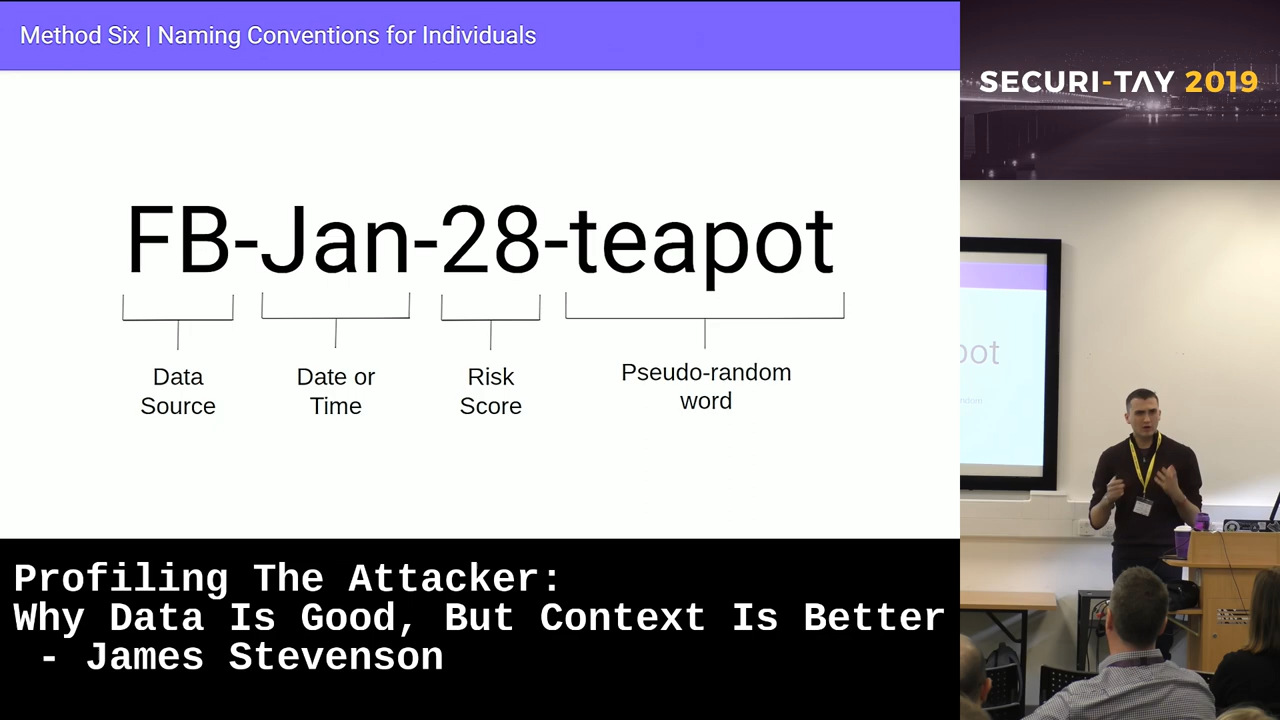 Method Six | Naming Conventions for Individuals
SECURI-TAY 2019
FB-Jan-28-teapot
Data
Source
Date or
Time
Risk
Score
Pseudo-random
word
pot
Profiling The Attacker:
Why Data Is Good, But Context Is Better
- James Stevenson